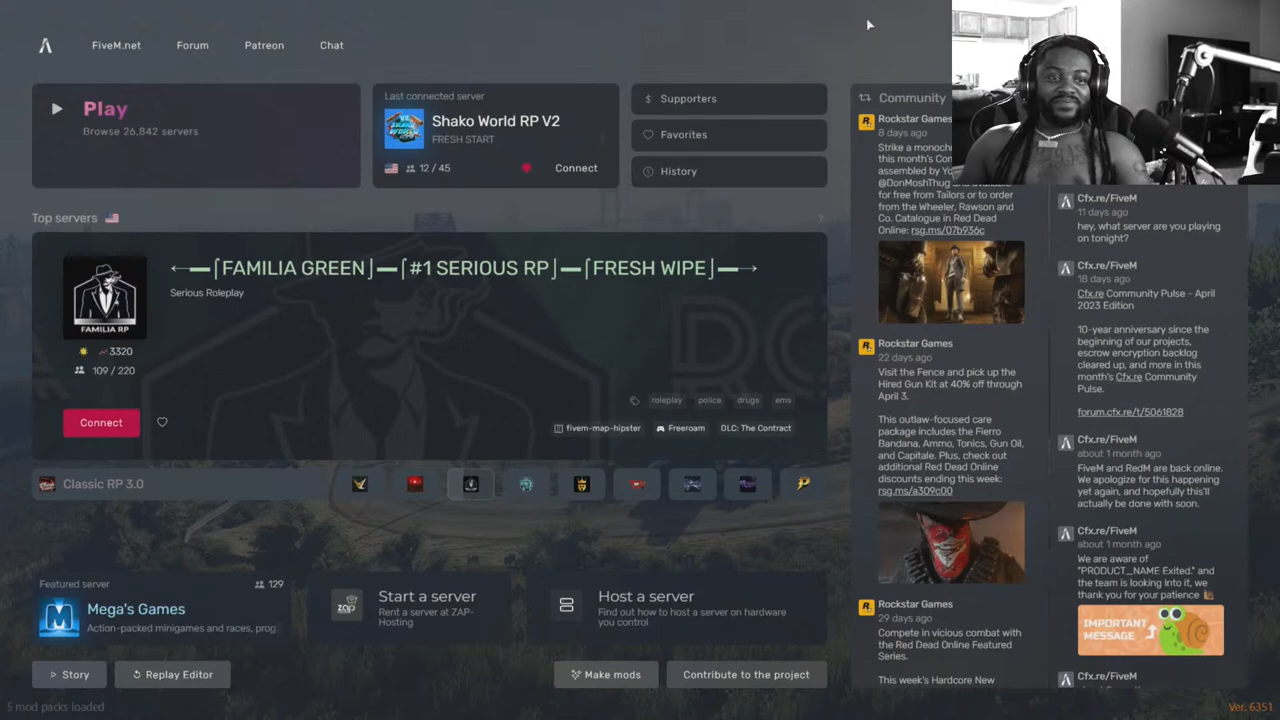 FiveM.net
Forum
Patreon
Chat
Play
Browse 26,842 servers
Last connected server
Shako World RP V2
FRESH START
12 / 45
Connect
$ Supporters
Favorites
History
Top servers
?
FAMILIA RP
3320
109 / 220
Connect
←▬⌠FAMILIA GREEN⌡▬⌠#1 SERIOUS RP⌡▬⌠FRESH WIPE⌡▬→
Serious Roleplay
roleplay police drugs ems
fivem-map-hipster Freeroam DLC: The Contract
Classic RP 3.0
Featured server
129
Mega's Games
Action-packed minigames and races, prog
ZAP
Start a server
Rent a server at ZAP-
Hosting
Host a server
Find out how to host a server on hardware
you control
Story
Replay Editor
Make mods
Contribute to the project
5 mod packs loaded
Community
Rockstar Games
8 days ago
Strike a monoch
this month's Con
assembled by Yo
@DonMoshThug and available
for free from Tailors or to order
from the Wheeler, Rawson and
Co. Catalogue in Red Dead
Online: rsg.ms/07b936c
Rockstar Games
22 days ago
Visit the Fence and pick up the
Hired Gun Kit at 40% off through
April 3.
This outlaw-focused care
package includes the Fierro
Bandana, Ammo, Tonics, Gun Oil,
and Capitale. Plus, check out
additional Red Dead Online
discounts ending this week:
rsg.ms/a309c00
Rockstar Games
29 days ago
Compete in vicious combat with
the Red Dead Online Featured
Series.
This week's Hardcore New
Cfx.re/FiveM
11 days ago
hey, what server are you playing
on tonight?
Cfx.re/FiveM
18 days ago
Cfx.re Community Pulse - April
2023 Edition
10-year anniversary since the
beginning of our projects,
escrow encryption backlog
cleared up, and more in this
month's Cfx.re Community
Pulse.
forum.cfx.re/t/5061828
Cfx.re/FiveM
about 1 month ago
FiveM and RedM are back online.
We apologize for this happening
yet again, and hopefully this'll
actually be done with soon.
Cfx.re/FiveM
about 1 month ago
We are aware of
"PRODUCT_NAME Exited." and
the team is looking into it, we
thank you for your patience
IMPORTANT
MESSAGE
Cfx.re/FiveM
Ver. 6351